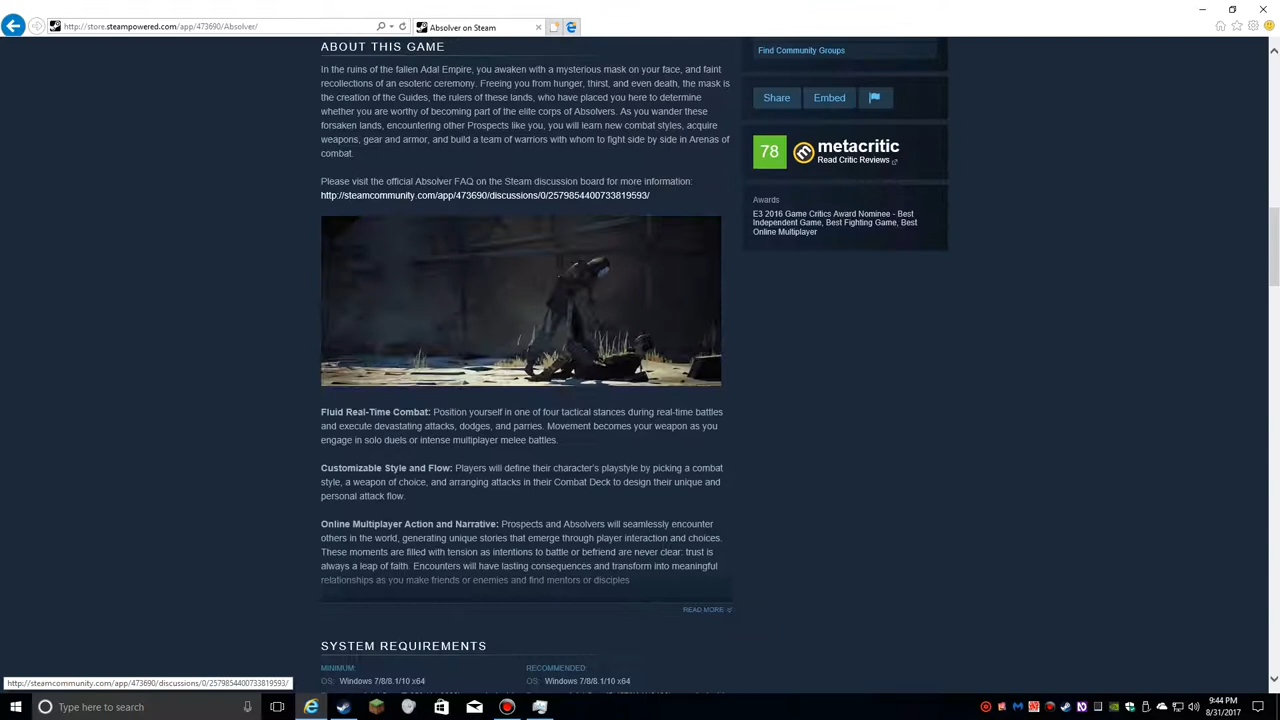 http://store.steampowered.com/app/473690/Absolver/
Absolver on Steam
ABOUT THIS GAME
In the ruins of the fallen Adal Empire, you awaken with a mysterious mask on your face, and faint
recollections of an esoteric ceremony. Freeing you from hunger, thirst, and even death, the mask is
the creation of the Guides, the rulers of these lands, who have placed you here to determine
whether you are worthy of becoming part of the elite corps of Absolvers. As you wander these
forsaken lands, encountering other Prospects like you, you will learn new combat styles, acquire
weapons, gear and armor, and build a team of warriors with whom to fight side by side in Arenas of
combat.
Please visit the official Absolver FAQ on the Steam discussion board for more information:
http://steamcommunity.com/app/473690/discussions/0/2579854400733819593/
Fluid Real-Time Combat: Position yourself in one of four tactical stances during real-time battles
and execute devastating attacks, dodges, and parries. Movement becomes your weapon as you
engage in solo duels or intense multiplayer melee battles.
Customizable Style and Flow: Players will define their character's playstyle by picking a combat
style, a weapon of choice, and arranging attacks in their Combat Deck to design their unique and
personal attack flow.
Online Multiplayer Action and Narrative: Prospects and Absolvers will seamlessly encounter
others in the world, generating unique stories that emerge through player interaction and choices.
These moments are filled with tension as intentions to battle or befriend are never clear: trust is
always a leap of faith. Encounters will have lasting consequences and transform into meaningful
relationships as you make friends or enemies and find mentors or disciples
READ MORE
SYSTEM REQUIREMENTS
MINIMUM:
OS: Windows 7/8/8.1/10 x64
RECOMMENDED:
OS: Windows 7/8/8.1/10 x64
Find Community Groups
Share
Embed
78
metacritic
Read Critic Reviews
Awards
E3 2016 Game Critics Award Nominee - Best
Independent Game, Best Fighting Game, Best
Online Multiplayer
http://steamcommunity.com/app/473690/discussions/0/2579854400733819593/
Type here to search
9:44 PM
8/31/2017